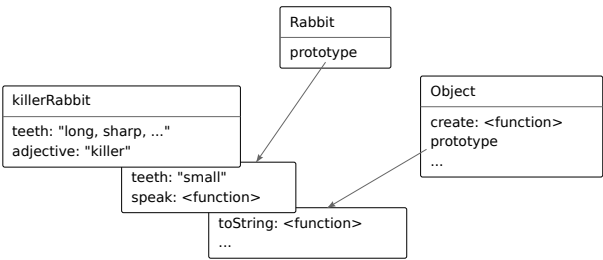 Rabbit
prototype
killerRabbit
teeth: "long, sharp, ..."
adjective: "killer"
Object
create: <function>
prototype
...
teeth: "small"
speak: <function>
toString: <function>
...